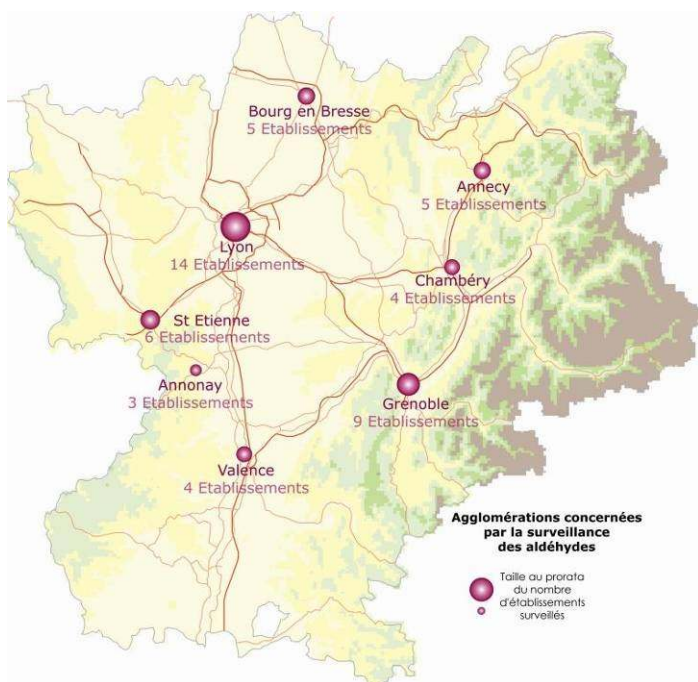 Bourg en Bresse
5 Etablissements
Annecy
5 Etablissements
Lyon
14 Etablissements
Chambéry
4 Etablissements
St Etienne
6 Etablissements
Annonay
3 Etablissements
Grenoble
9 Etablissements
Valence
4 Etablissements
Agglomérations concernées
par la surveillance
des aldéhydes
Taille au prorata
du nombre
d'établissements
surveillés